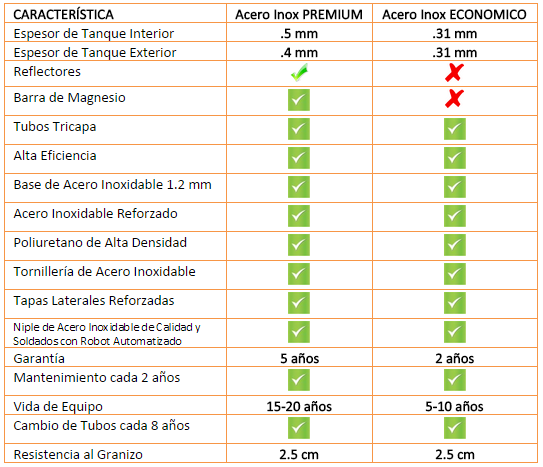 CARACTERÍSTICA Acero Inox PREMIUM Acero Inox ECONOMICO
Espesor de Tanque Interior .5 mm .31 mm
Espesor de Tanque Exterior .4 mm .31 mm
Reflectores
Barra de Magnesio
Tubos Tricapa
Alta Eficiencia
Base de Acero Inoxidable 1.2 mm
Acero Inoxidable Reforzado
Poliuretano de Alta Densidad
Tornillería de Acero Inoxidable
Tapas Laterales Reforzadas
Niple de Acero Inoxidable de Calidad y
Soldados con Robot Automatizado
Garantía 5 años 2 años
Mantenimiento cada 2 años
Vida de Equipo 15-20 años 5-10 años
Cambio de Tubos cada 8 años
Resistencia al Granizo 2.5 cm 2.5 cm